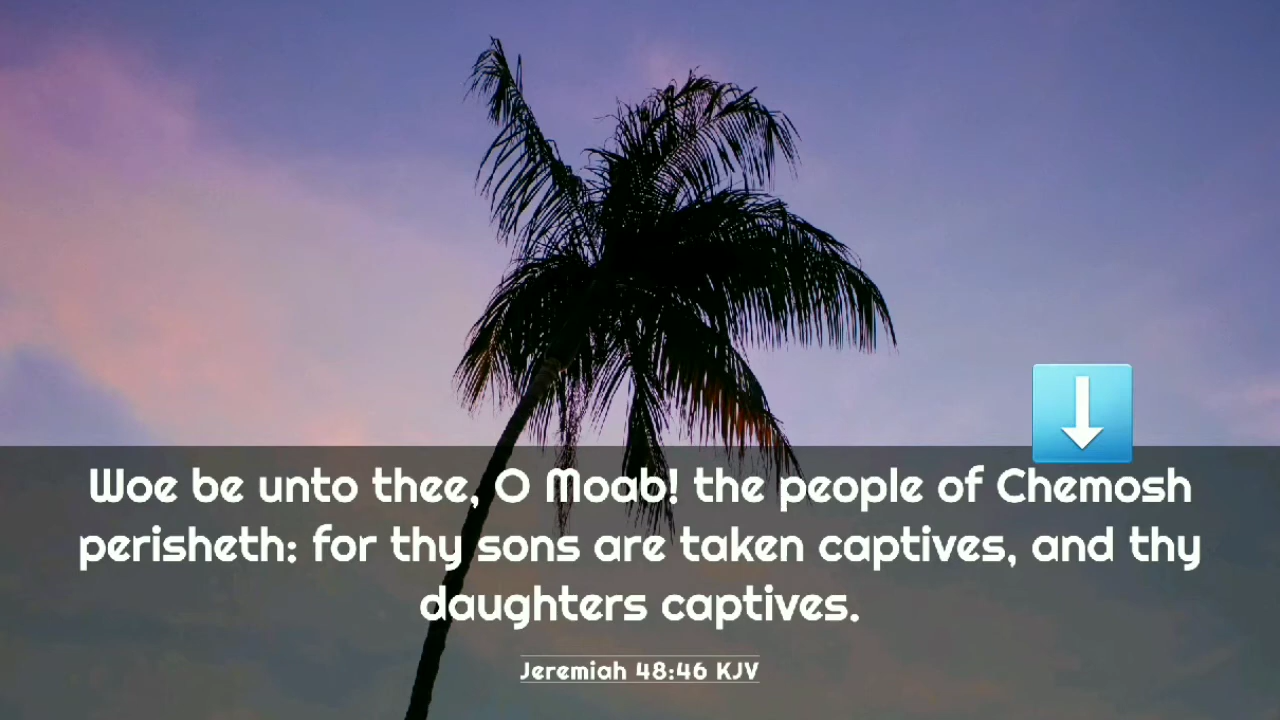 Woe be unto thee, O Moab! the people of Chemosh
perisheth: for thy sons are taken captives, and thy
daughters captives.
Jeremiah 48:46 KJV